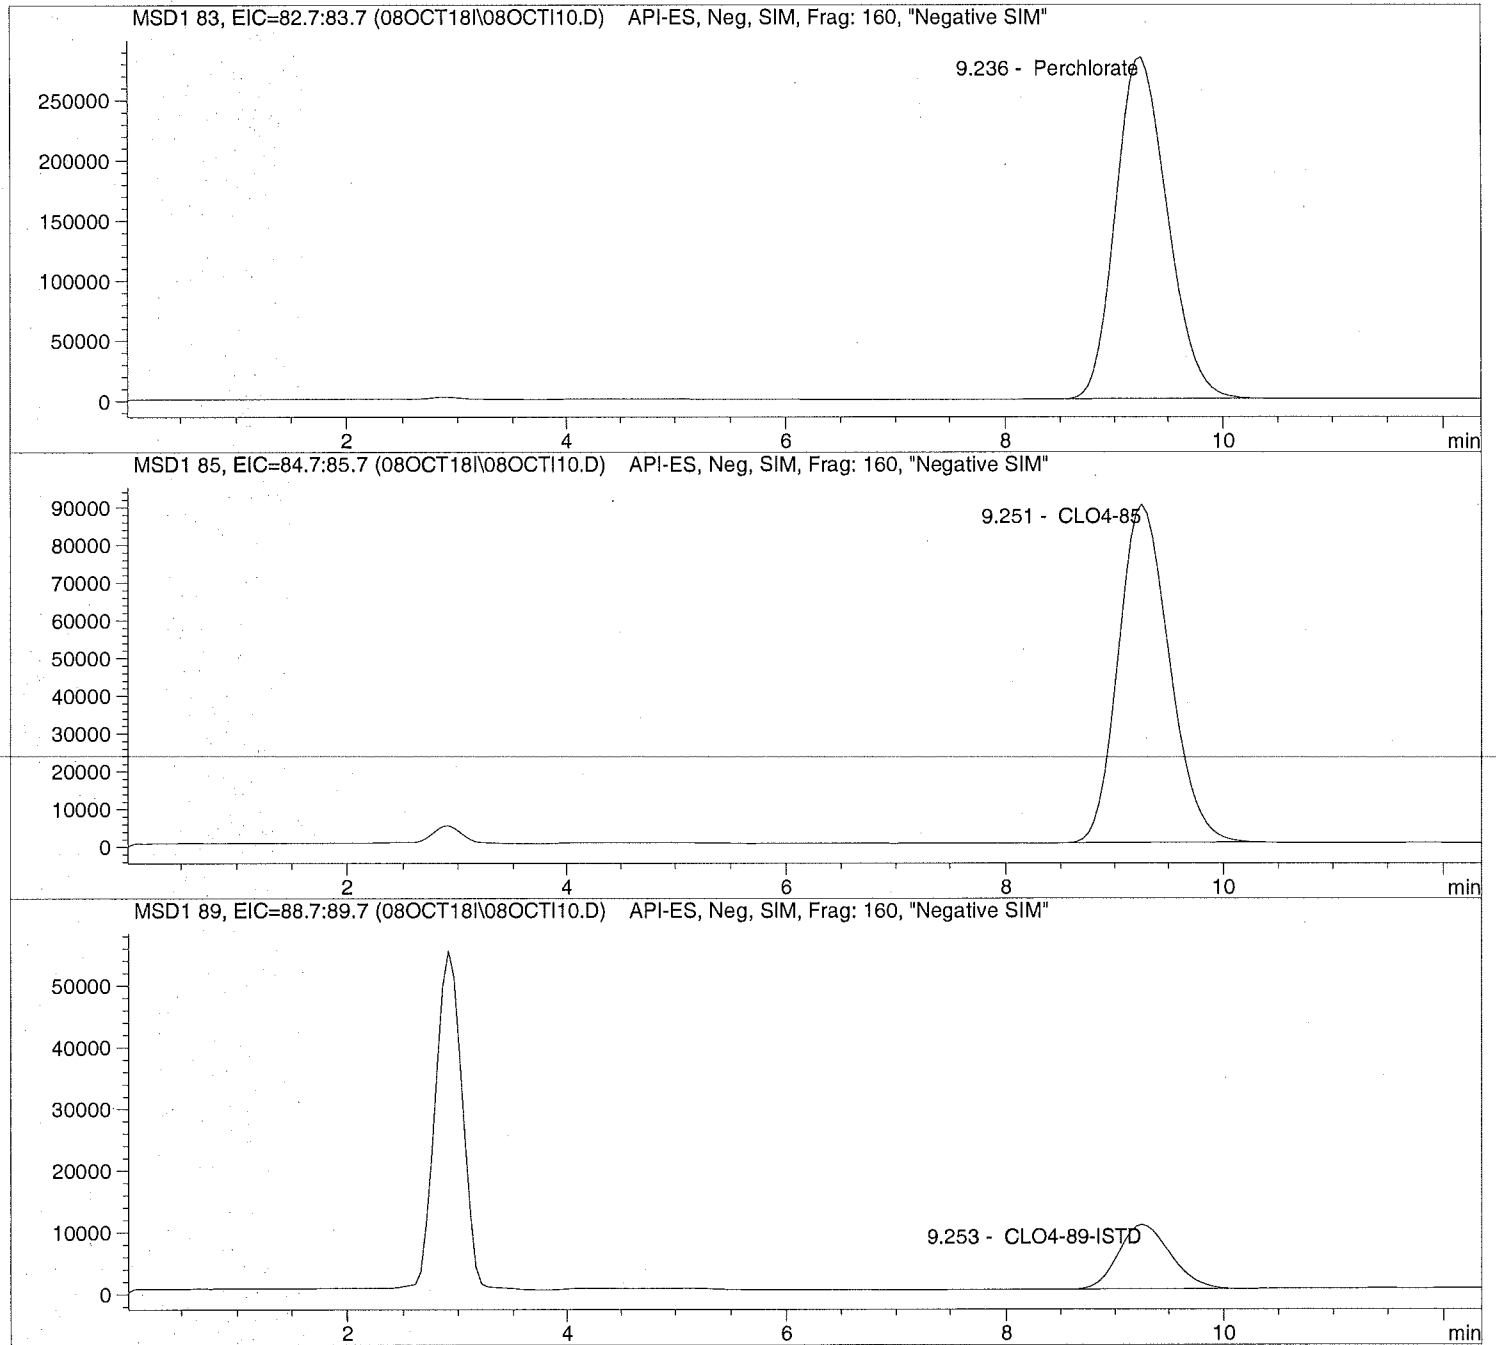 MSD1 83, EIC=82.7:83.7 (08OCT18I\08OCTI10.D) API-ES, Neg, SIM, Frag: 160, "Negative SIM"
9.236 - Perchlorate
250000
200000
150000
100000
50000
0
2 4 6 8 10 min
MSD1 85, EIC=84.7:85.7 (08OCT18I\08OCTI10.D) API-ES, Neg, SIM, Frag: 160, "Negative SIM"
90000
9.251 - CLO4-85
80000
70000
60000
50000
40000
30000
20000
10000
0
2 4 6 8 10 min
MSD1 89, EIC=88.7:89.7 (08OCT18I\08OCTI10.D) API-ES, Neg, SIM, Frag: 160, "Negative SIM"
50000
40000
30000
20000
10000
9.253 - CLO4-89-ISTD
0
2 4 6 8 10 min